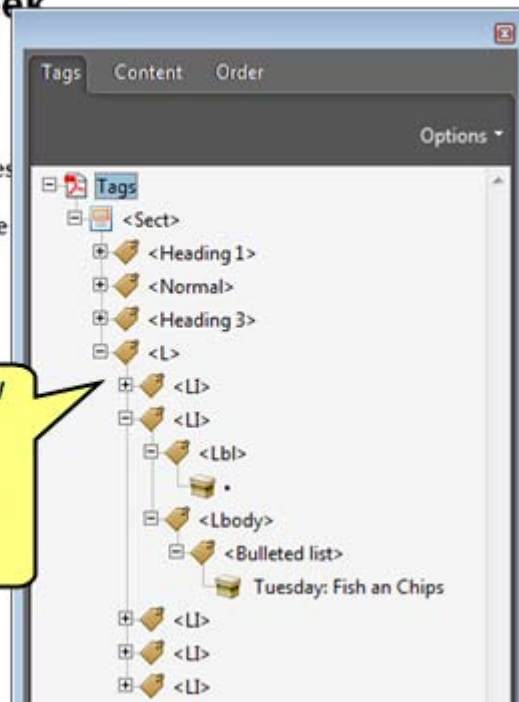 Tags Content Order
Options
Tags
<Sect>
<Heading 1>
<Normal>
<Heading 3>
<L>
<LI>
<LI>
<Lbl>
•
<Lbody>
<Bulleted list>
Tuesday: Fish an Chips
<LI>
<LI>
<LI>